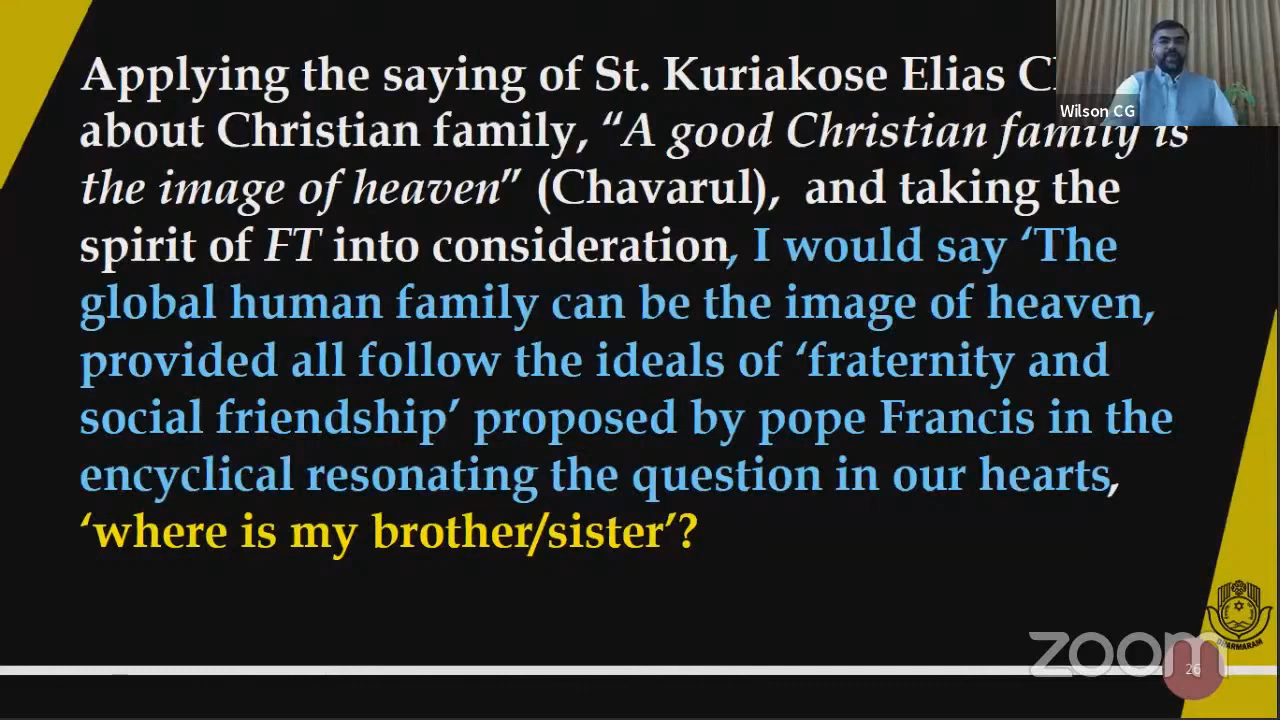 Applying the saying of St. Kuriakose Elias
about Christian family, “A good Christian family is
the image of heaven” (Chavarul), and taking the
spirit of FT into consideration, I would say ‘The
global human family can be the image of heaven,
provided all follow the ideals of ‘fraternity and
social friendship’ proposed by pope Francis in the
encyclical resonating the question in our hearts,
‘where is my brother/sister’?
Wilson CG
DHARMARAM
zoom
26